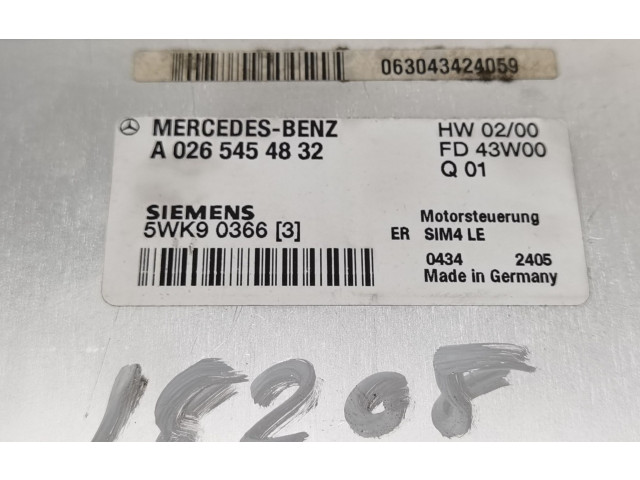 063043424059
MERCEDES-BENZ
A 026 545 48 32
HW 02/00
FD 43W00
Q 01
SIEMENS
5WK9 0366 [3]
Motorsteuerung
ER SIM4 LE
0434 2405
Made in Germany
15205